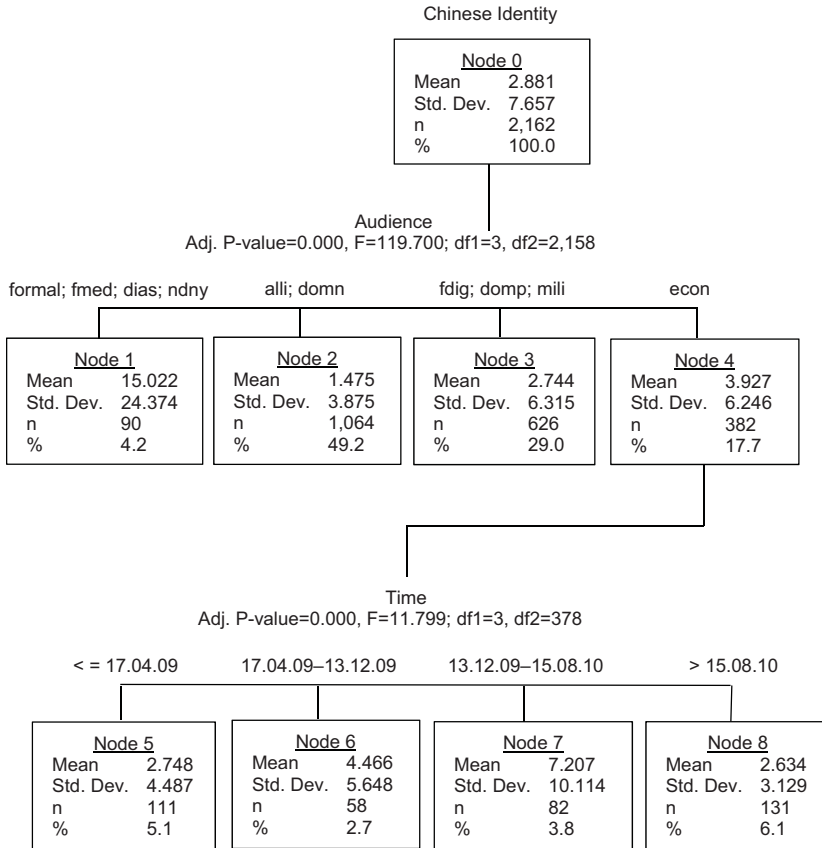 Chinese Identity
Node 0
Mean 2.881
Std. Dev. 7.657
n 2,162
% 100.0
Audience
Adj. P-value=0.000, F=119.700; df1=3, df2=2,158
formal; fmed; dias; ndny
alli; domn
fdig; domp; mili
econ
Node 1
Mean 15.022
Std. Dev. 24.374
n 90
% 4.2
Node 2
Mean 1.475
Std. Dev. 3.875
n 1,064
% 49.2
Node 3
Mean 2.744
Std. Dev. 6.315
n 626
% 29.0
Node 4
Mean 3.927
Std. Dev. 6.246
n 382
% 17.7
Time
Adj. P-value=0.000, F=11.799; df1=3, df2=378
< = 17.04.09
17.04.09–13.12.09
13.12.09–15.08.10
> 15.08.10
Node 5
Mean 2.748
Std. Dev. 4.487
n 111
% 5.1
Node 6
Mean 4.466
Std. Dev. 5.648
n 58
% 2.7
Node 7
Mean 7.207
Std. Dev. 10.114
n 82
% 3.8
Node 8
Mean 2.634
Std. Dev. 3.129
n 131
% 6.1